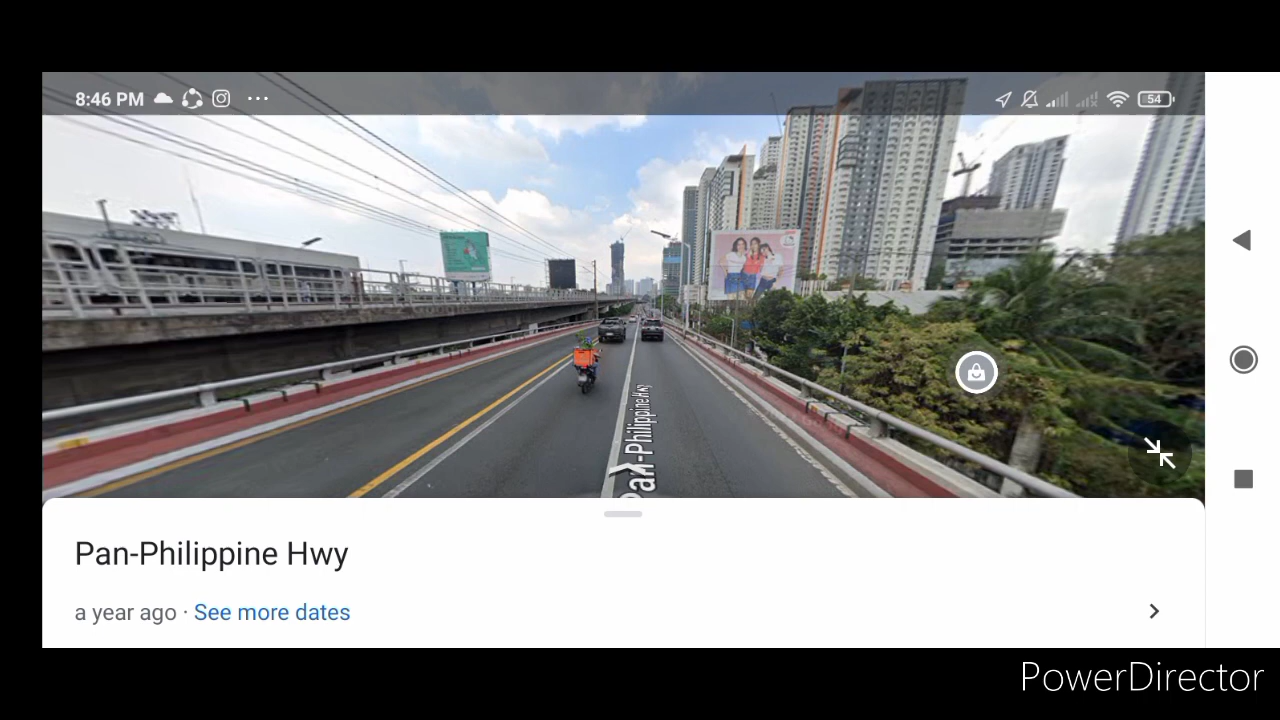 8:46 PM
54
Pan-Philippine Hwy
Pan-Philippine Hwy
a year ago · See more dates
PowerDirector